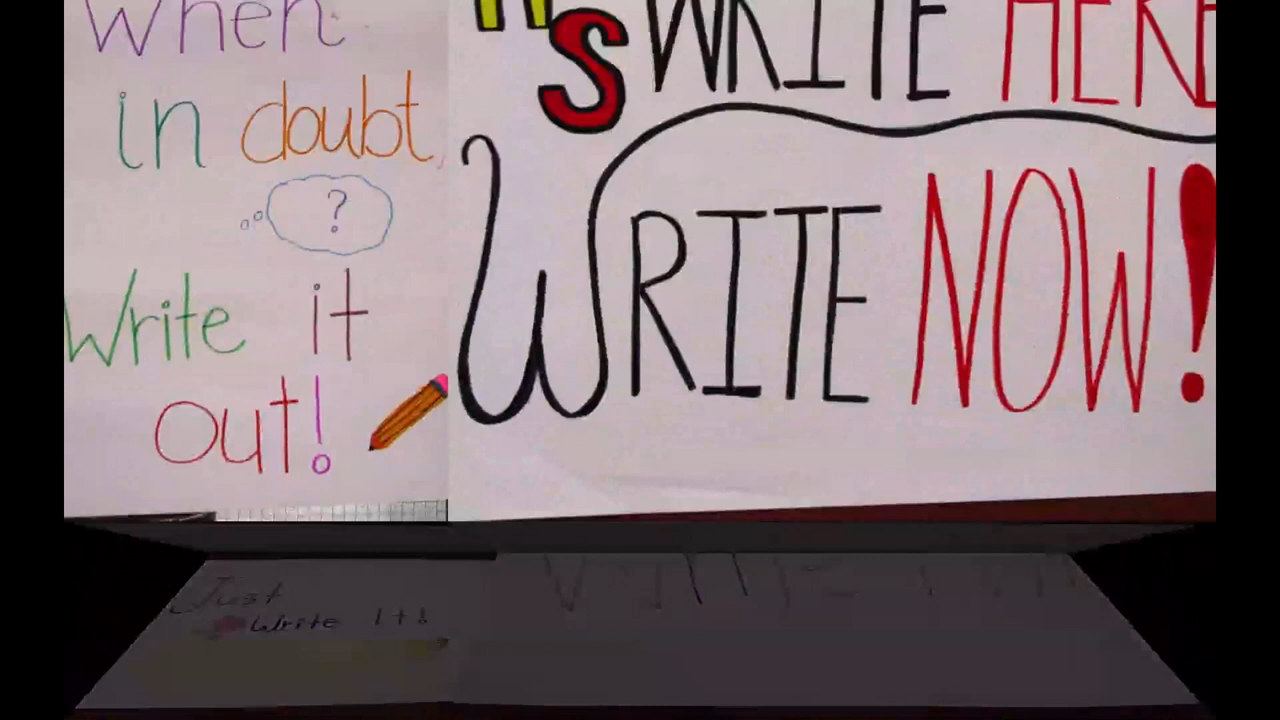 When
in doubt
?
Write it
out!
S WRITE HERE
WRITE NOW!
Just
Write It!